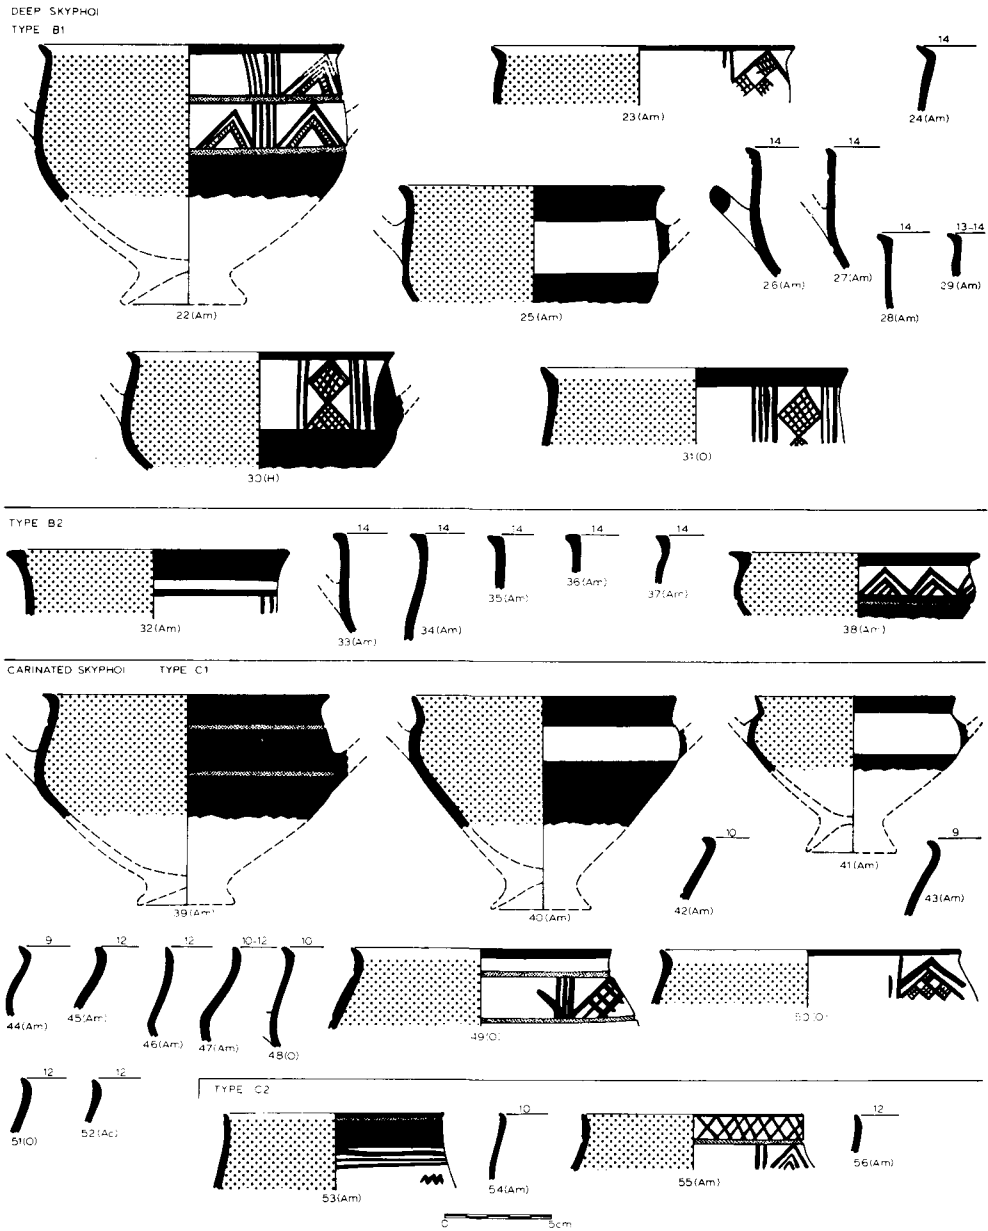 DEEP SKYPHOI
TYPE B1
14
22(Am)
23(Am)
24(Am)
14
14
14
13-14
25(Am)
26(Am)
27(Am)
28(Am)
29(Am)
30(H)
31(O)
TYPE B2
14
14
14
14
14
32(Am)
33(Am)
34(Am)
35(Am)
36(Am)
37(Am)
38(Am)
CARINATED SKYPHOI TYPE C1
39(Am)
40(Am)
41(Am)
10
42(Am)
9
43(Am)
9
12
12
10-12
10
44(Am)
45(Am)
46(Am)
47(Am)
48(O)
49(O)
50(O)
12
12
51(O)
52(Ac)
TYPE C2
10
12
53(Am)
54(Am)
55(Am)
56(Am)
0 5cm